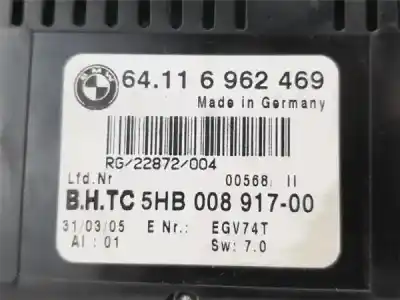 BMW
64.11 6 962 469
Made in Germany
RG/22872/004
Lfd.Nr 00568 II
B.H.TC 5HB 008 917-00
31/03/05 E Nr.: EGV74T
AI : 01 SW: 7.0